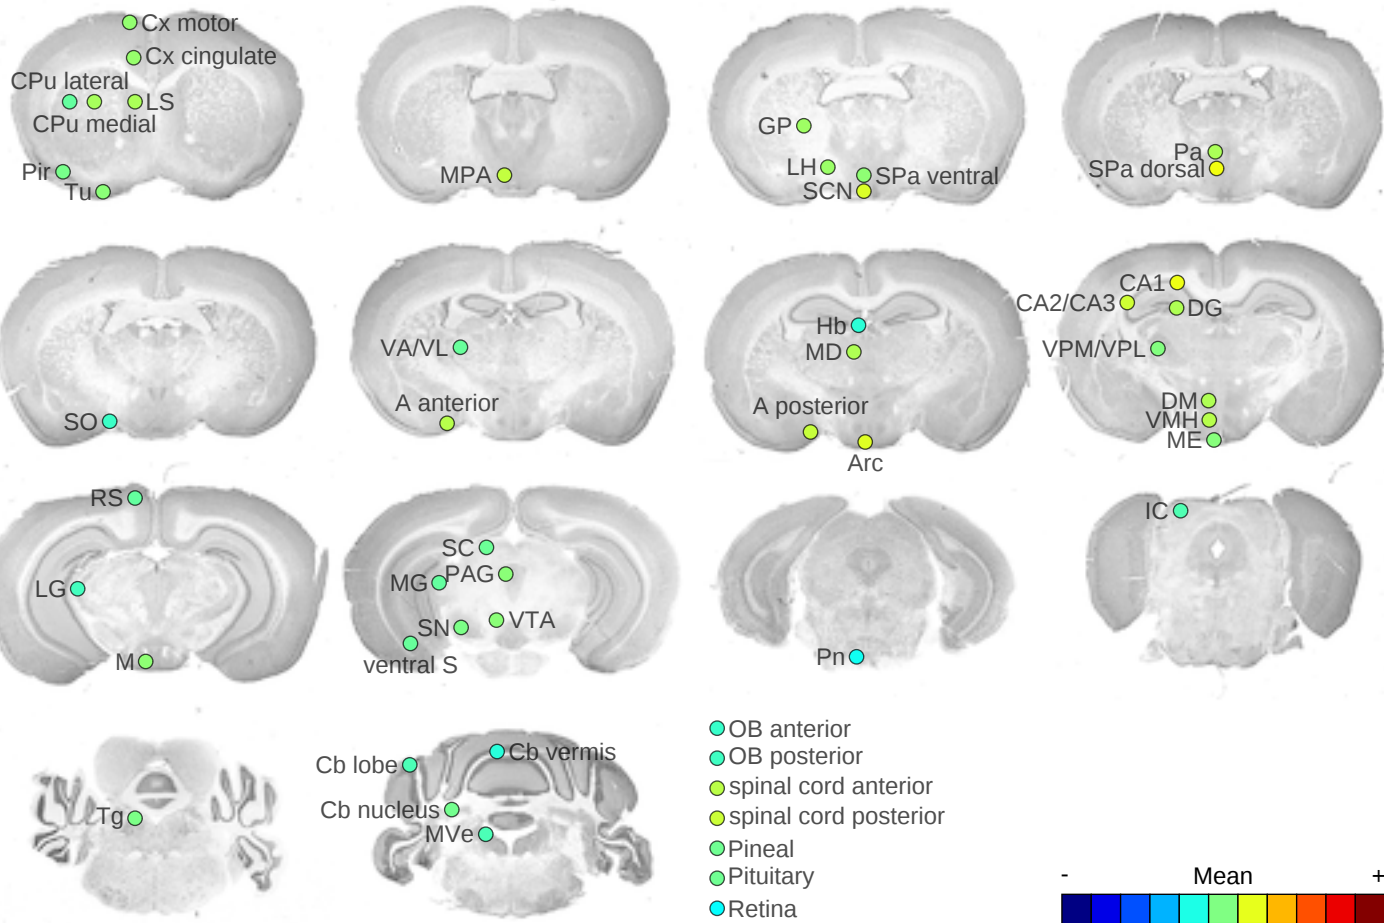 Cx motor
Cx cingulate
CPu lateral
LS
CPu medial
Pir
Tu
MPA
GP
LH
SPa ventral
SCN
Pa
SPa dorsal
SO
VA/VL
A anterior
Hb
MD
A posterior
Arc
CA1
CA2/CA3
DG
VPM/VPL
DM
VMH
ME
RS
LG
M
SC
MG
PAG
SN
VTA
ventral S
Pn
IC
Tg
Cb lobe
Cb vermis
Cb nucleus
MVe
OB anterior
OB posterior
spinal cord anterior
spinal cord posterior
Pineal
Pituitary
Retina
- Mean +